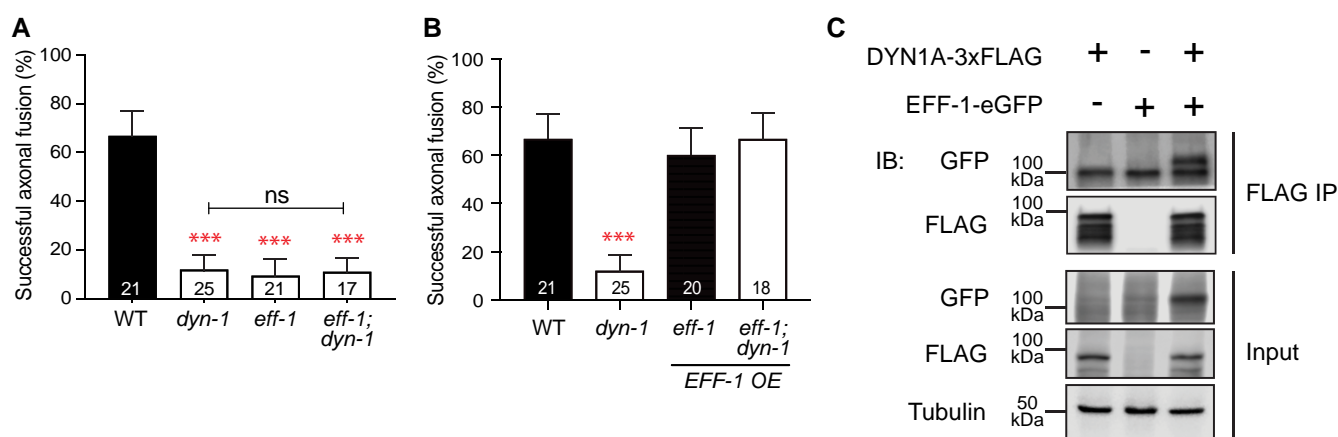 A
Successful axonal fusion (%)
100
80
60
40
20
0
ns
*** *** ***
21 25 21 17
WT dyn-1 eff-1 eff-1;
dyn-1
B
Successful axonal fusion (%)
100
80
60
40
20
0
***
21 25 20 18
WT dyn-1 eff-1 eff-1;
dyn-1
EFF-1 OE
C
DYN1A-3xFLAG + - +
EFF-1-eGFP - + +
IB: GFP 100
kDa
FLAG 100
kDa
FLAG IP
GFP 100
kDa
FLAG 100
kDa
Tubulin 50
kDa
Input